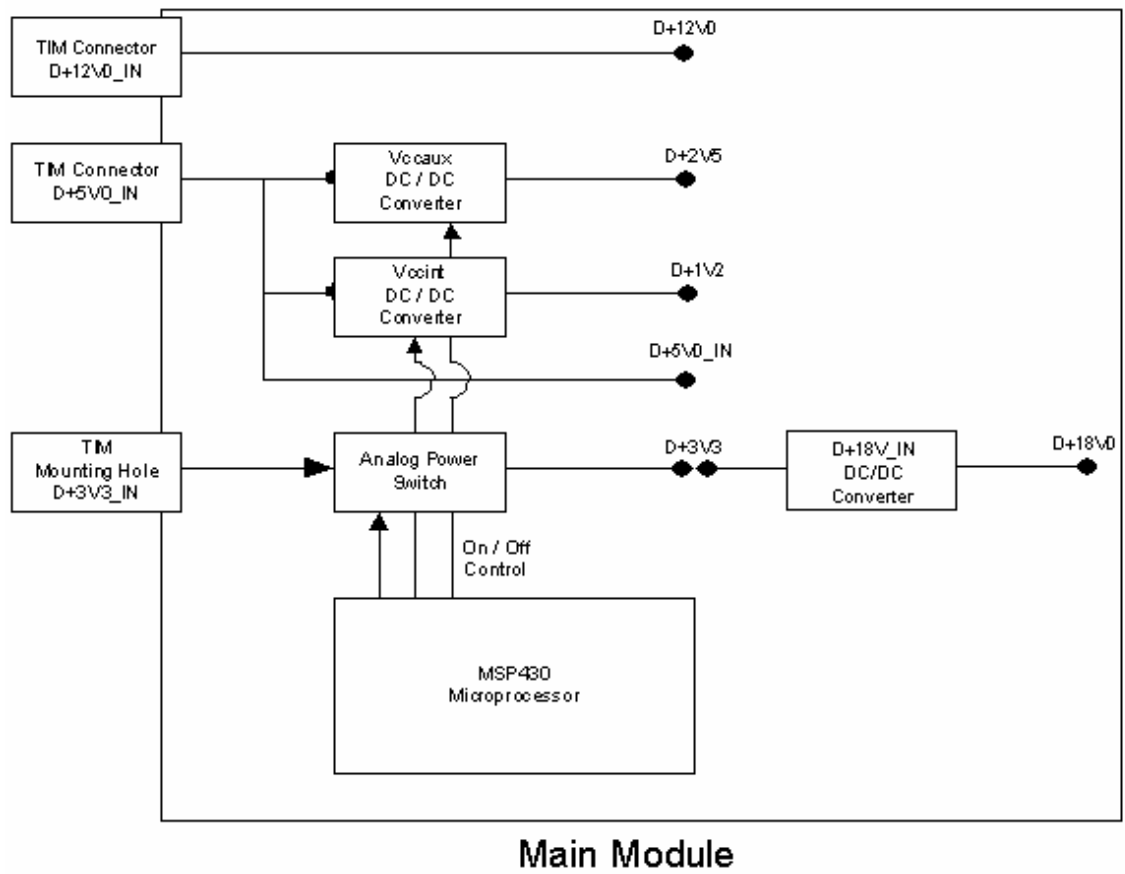 TIM Connector
D+12V0_IN
D+12V0
TIM Connector
D+5V0_IN
Vccaux
DC / DC
Converter
D+2V5
Vccint
DC / DC
Converter
D+1V2
D+5V0_IN
TIM
Mounting Hole
D+3V3_IN
Analog Power
Switch
D+3V3
D+18V_IN
DC/DC
Converter
D+18V0
On / Off
Control
MSP430
Microprocessor
Main Module